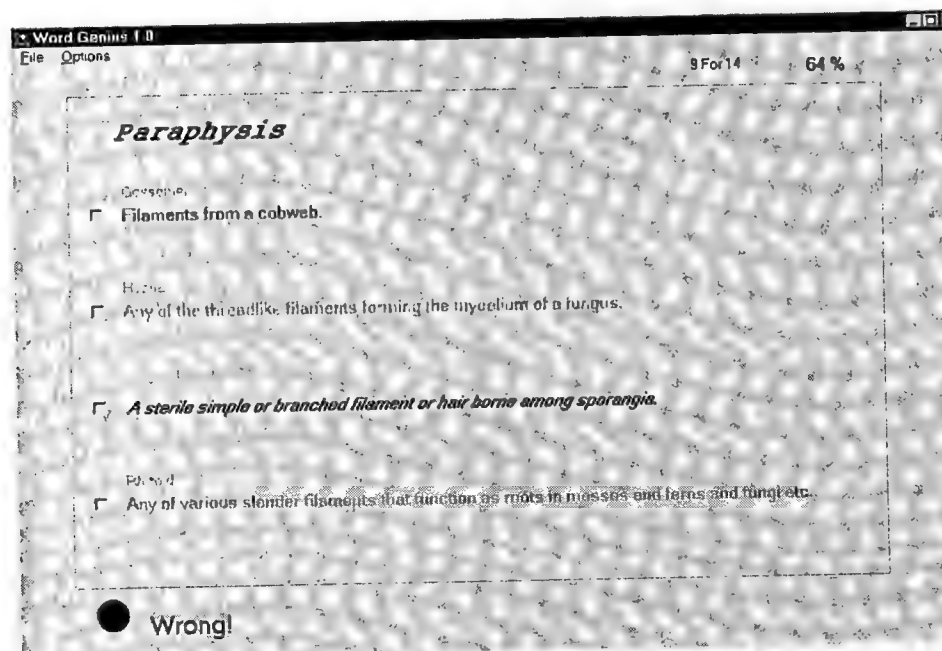 Word Genius 1.0
File Options
9 For 14 64 %
Paraphysis
Filaments from a cobweb.
Any of the threadlike filaments forming the mycelium of a fungus.
A sterile simple or branched filament or hair borne among sporangia.
Any of various slender filaments that function as roots in mosses and ferns and fungi etc.
Wrong!